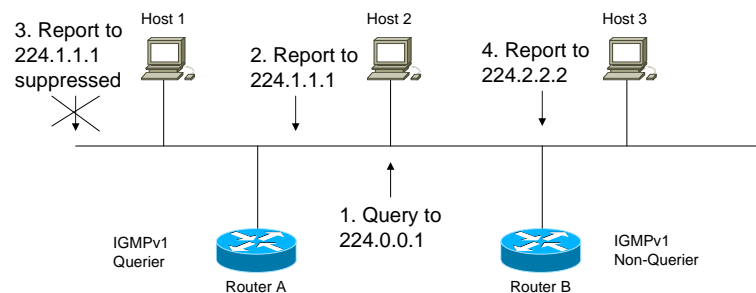 Host 1
Host 2
Host 3
3. Report to
224.1.1.1
suppressed
2. Report to
224.1.1.1
4. Report to
224.2.2.2
1. Query to
224.0.0.1
IGMPv1
Querier
Router A
Router B
IGMPv1
Non-Querier